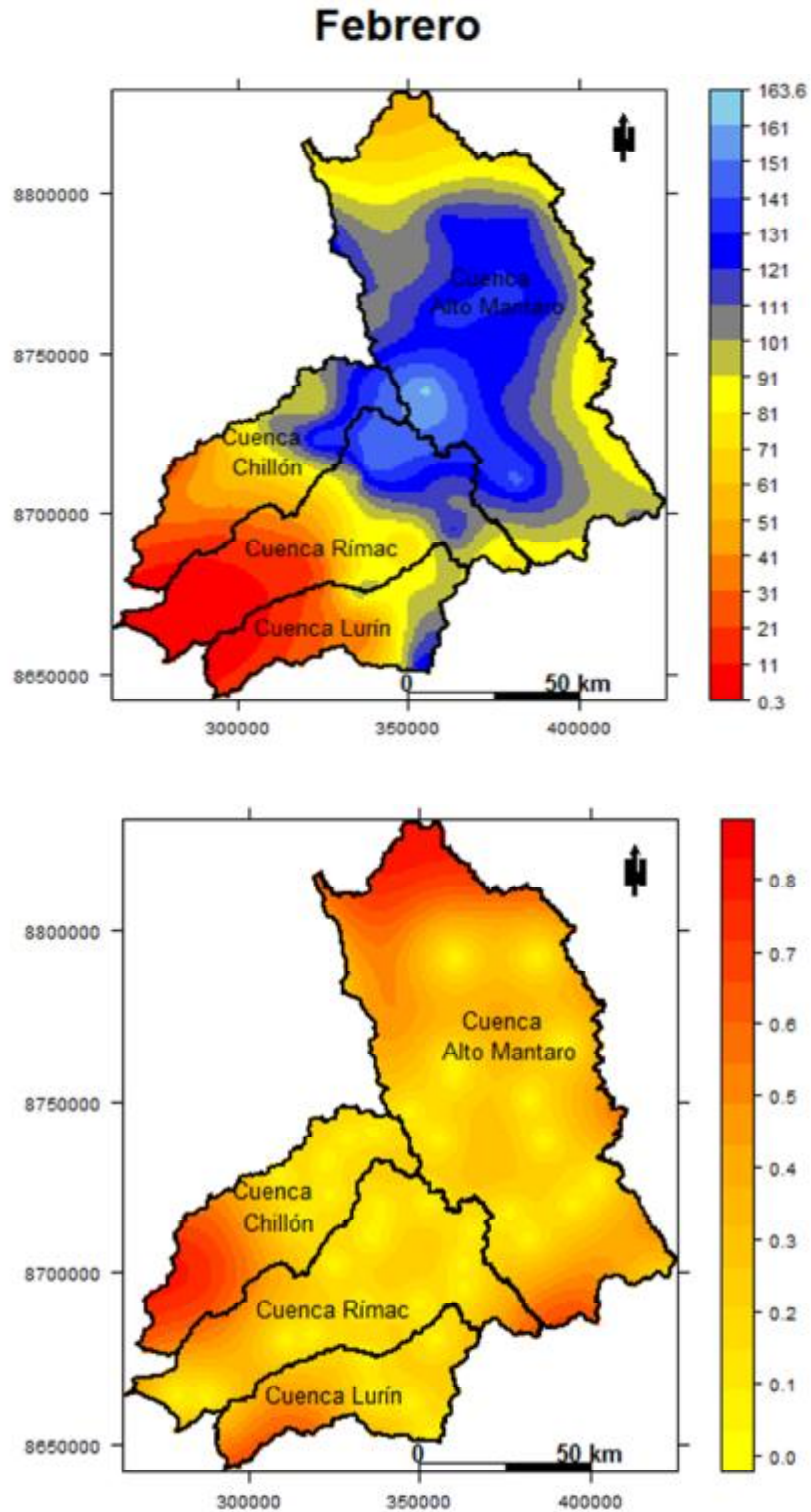 Febrero
163.6
161
151
141
131
121
111
101
91
81
71
61
51
41
31
21
11
0.3
8800000
8750000
8700000
8650000
Cuenca
Alto Mantaro
Cuenca
Chillón
Cuenca Rímac
Cuenca Lurín
0 50 km
300000 350000 400000
0.8
0.7
0.6
0.5
0.4
0.3
0.2
0.1
0.0
8800000
8750000
8700000
8650000
Cuenca
Alto Mantaro
Cuenca
Chillón
Cuenca Rímac
Cuenca Lurín
0 50 km
300000 350000 400000